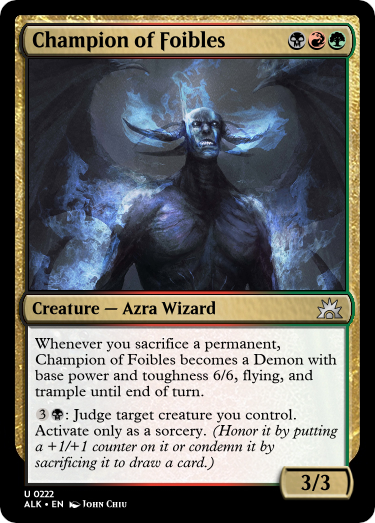 Champion of Foibles
Creature — Azra Wizard
Whenever you sacrifice a permanent,
Champion of Foibles becomes a Demon with
base power and toughness 6/6, flying, and
trample until end of turn.
3: Judge target creature you control.
Activate only as a sorcery. (Honor it by putting
a +1/+1 counter on it or condemn it by
sacrificing it to draw a card.)
3/3
U 0222
ALK • EN John Chiu